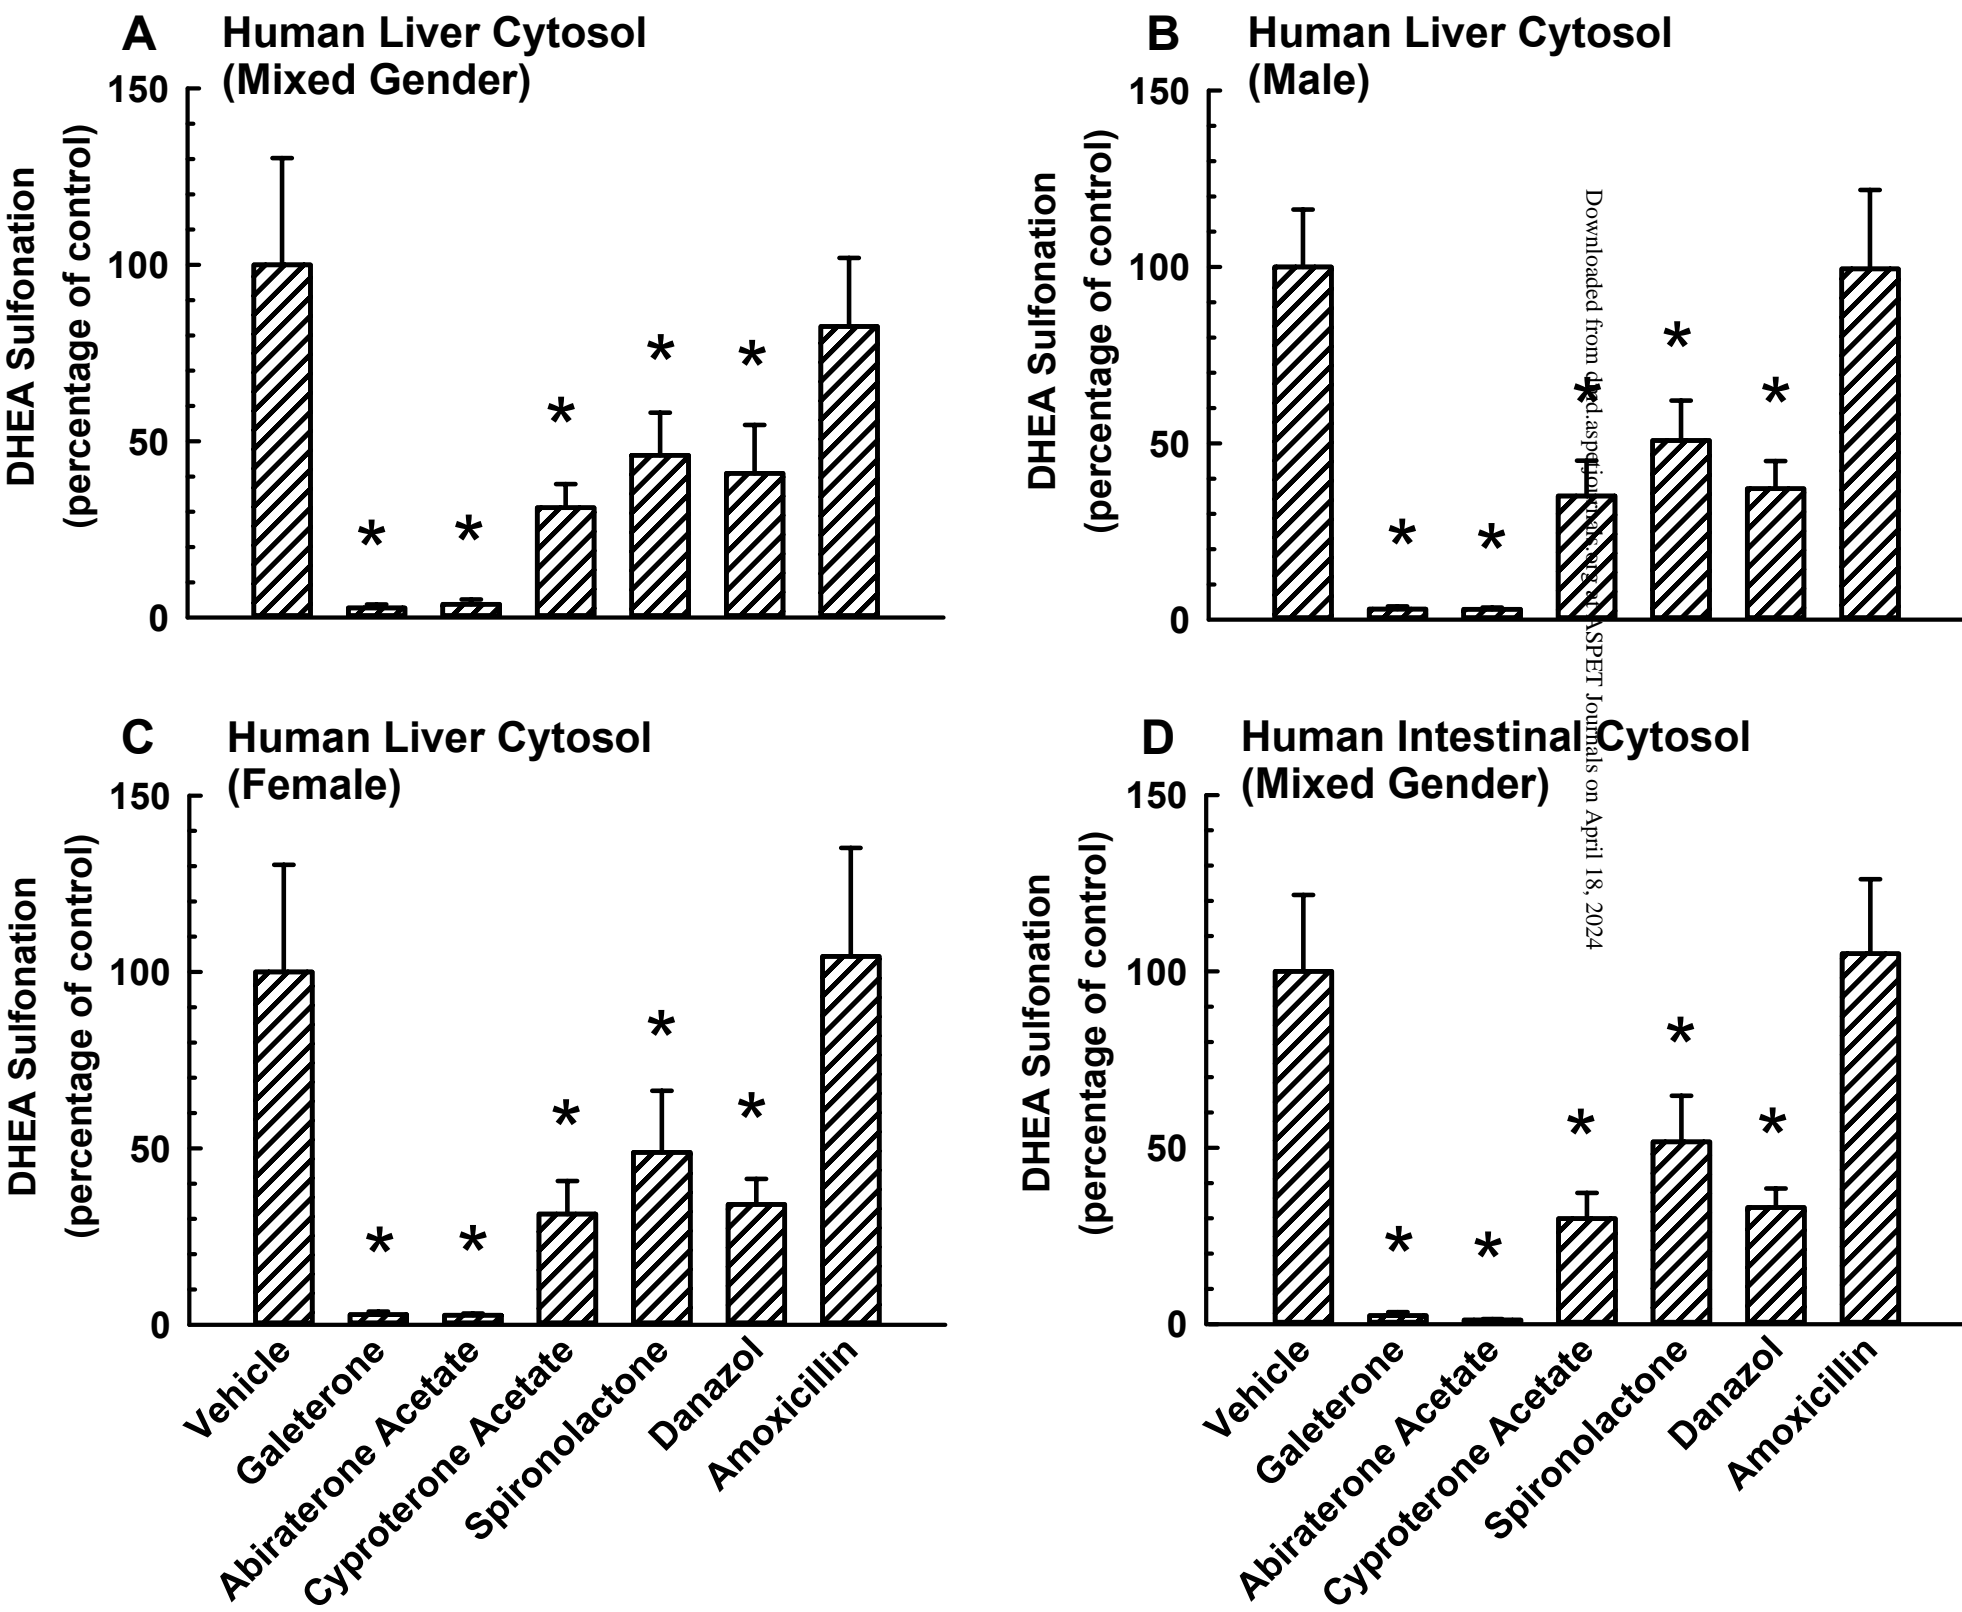 A Human Liver Cytosol
(Mixed Gender)
DHEA Sulfonation
(percentage of control)
150
100
50
0
*
*
*
*
*
B Human Liver Cytosol
(Male)
DHEA Sulfonation
(percentage of control)
150
100
50
0
*
*
*
*
*
Downloaded from dmd.aspetjournals.org at ASPET Journals on April 18, 2024
C Human Liver Cytosol
(Female)
DHEA Sulfonation
(percentage of control)
150
100
50
0
*
*
*
*
*
Vehicle
Galeterone
Abiraterone Acetate
Cyproterone Acetate
Spironolactone
Danazol
Amoxicillin
D Human Intestinal Cytosol
(Mixed Gender)
DHEA Sulfonation
(percentage of control)
150
100
50
0
*
*
*
*
*
Vehicle
Galeterone
Abiraterone Acetate
Cyproterone Acetate
Spironolactone
Danazol
Amoxicillin